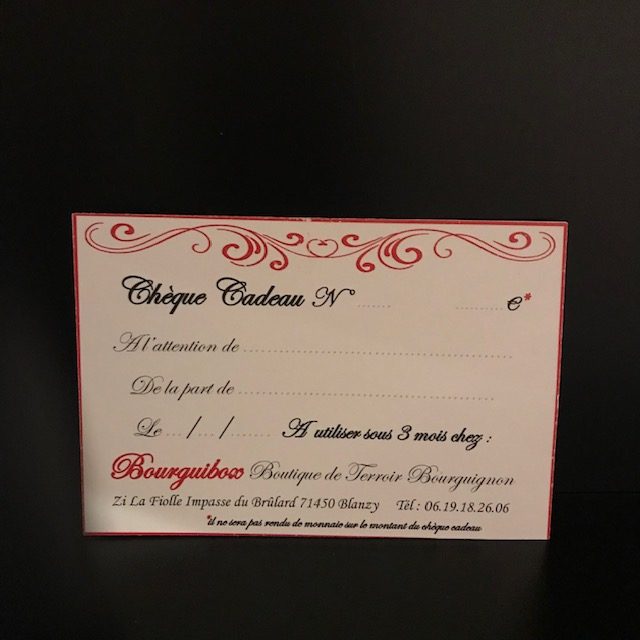 Chèque Cadeau N° ....... ..........€*
A l'attention de ................................................
De la part de ..............................................
Le .../.../....... A utiliser sous 3 mois chez :
Bourguibox Boutique de Terroir Bourguignon
Zi La Fiolle Impasse du Brûlard 71450 Blanzy Tél : 06.19.18.26.06
*il ne sera pas rendu de monnaie sur le montant du chèque cadeau